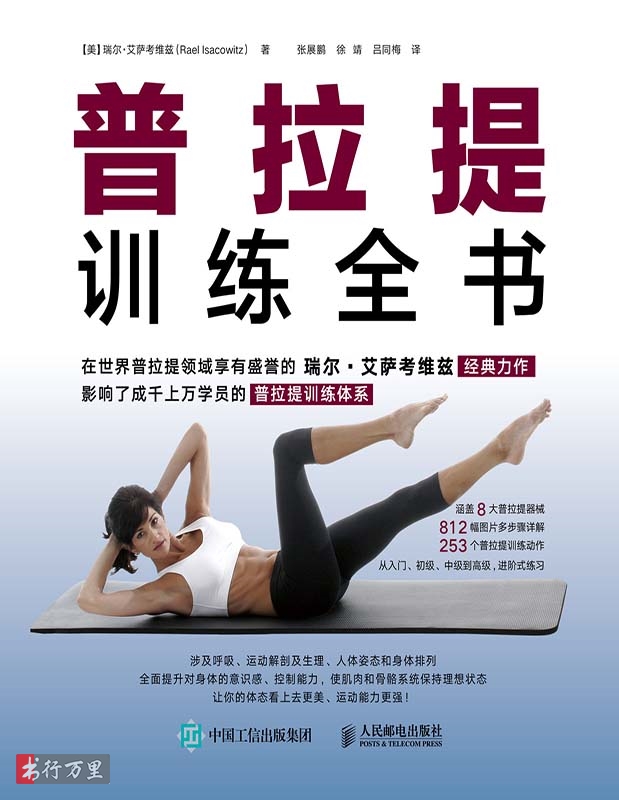 【美】瑞尔·艾萨考维兹（Rael Isacowitz） 著 张展鹏 徐靖 吕同梅 译
普拉提
训练全书
在世界普拉提领域享有盛誉的 瑞尔·艾萨考维兹 经典力作
影响了成千上万学员的 普拉提训练体系
涵盖8大普拉提器械
812幅图片多步骤详解
253个普拉提训练动作
从入门、初级、中级到高级，进阶式练习
涉及呼吸、运动解剖及生理、人体姿态和身体排列
全面提升对身体的意识感、控制能力，使肌肉和骨骼系统保持理想状态
让你的体态看上去更美、运动能力更强！
中国工信出版集团 人民邮电出版社
POSTS & TELECOM PRESS
书行万里